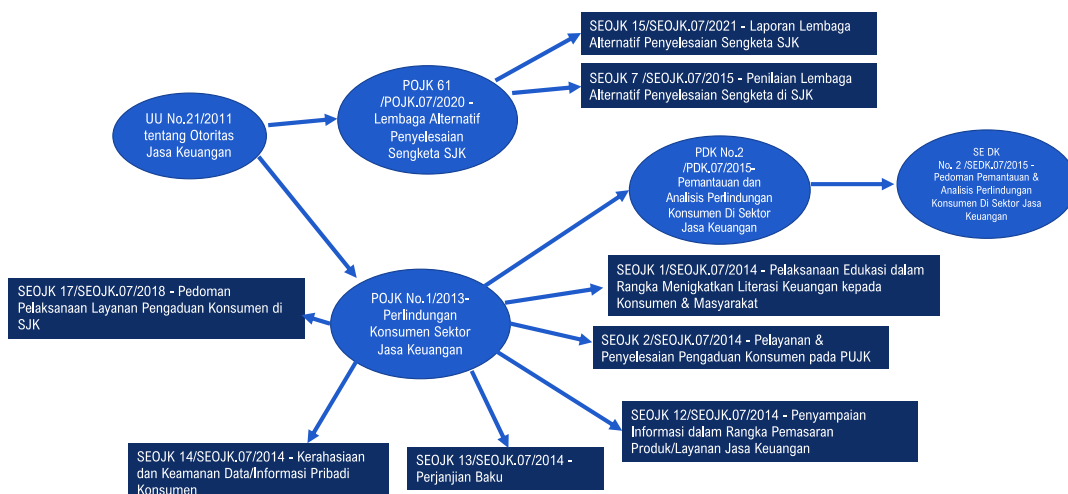 SEOJK 15/SEOJK.07/2021 - Laporan Lembaga
Alternatif Penyelesaian Sengketa SJK
SEOJK 7 /SEOJK.07/2015 - Penilaian Lembaga
Alternatif Penyelesaian Sengketa di SJK
POJK 61
/POJK.07/2020 -
Lembaga Alternatif
Penyelesaian
Sengketa SJK
UU No.21/2011
tentang Otoritas
Jasa Keuangan
PDK No.2
/PDK.07/2015-
Pemantauan dan
Analisis Perlindungan
Konsumen Di Sektor
Jasa Keuangan
SE DK
No. 2 /SEDK.07/2015 -
Pedoman Pemantauan &
Analisis Perlindungan
Konsumen Di Sektor Jasa
Keuangan
SEOJK 17/SEOJK.07/2018 - Pedoman
Pelaksanaan Layanan Pengaduan Konsumen di
SJK
POJK No.1/2013-
Perlindungan
Konsumen Sektor
Jasa Keuangan
SEOJK 1/SEOJK.07/2014 - Pelaksanaan Edukasi dalam
Rangka Menigkatkan Literasi Keuangan kepada
Konsumen & Masyarakat
SEOJK 2/SEOJK.07/2014 - Pelayanan &
Penyelesaian Pengaduan Konsumen pada PUJK
SEOJK 12/SEOJK.07/2014 - Penyampaian
Informasi dalam Rangka Pemasaran
Produk/Layanan Jasa Keuangan
SEOJK 14/SEOJK.07/2014 - Kerahasiaan
dan Keamanan Data/Informasi Pribadi
Konsumen
SEOJK 13/SEOJK.07/2014 -
Perjanjian Baku